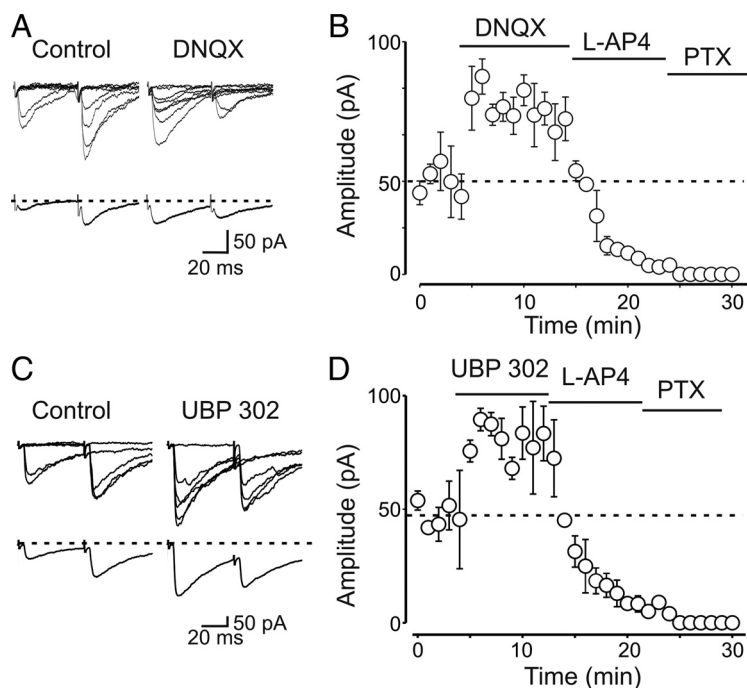 A
Control
DNQX
50 pA
20 ms
B
DNQX
L-AP4
PTX
Amplitude (pA)
100
50
0
0
10
20
30
Time (min)
C
Control
UBP 302
50 pA
20 ms
D
UBP 302
L-AP4
PTX
Amplitude (pA)
100
50
0
0
10
20
30
Time (min)